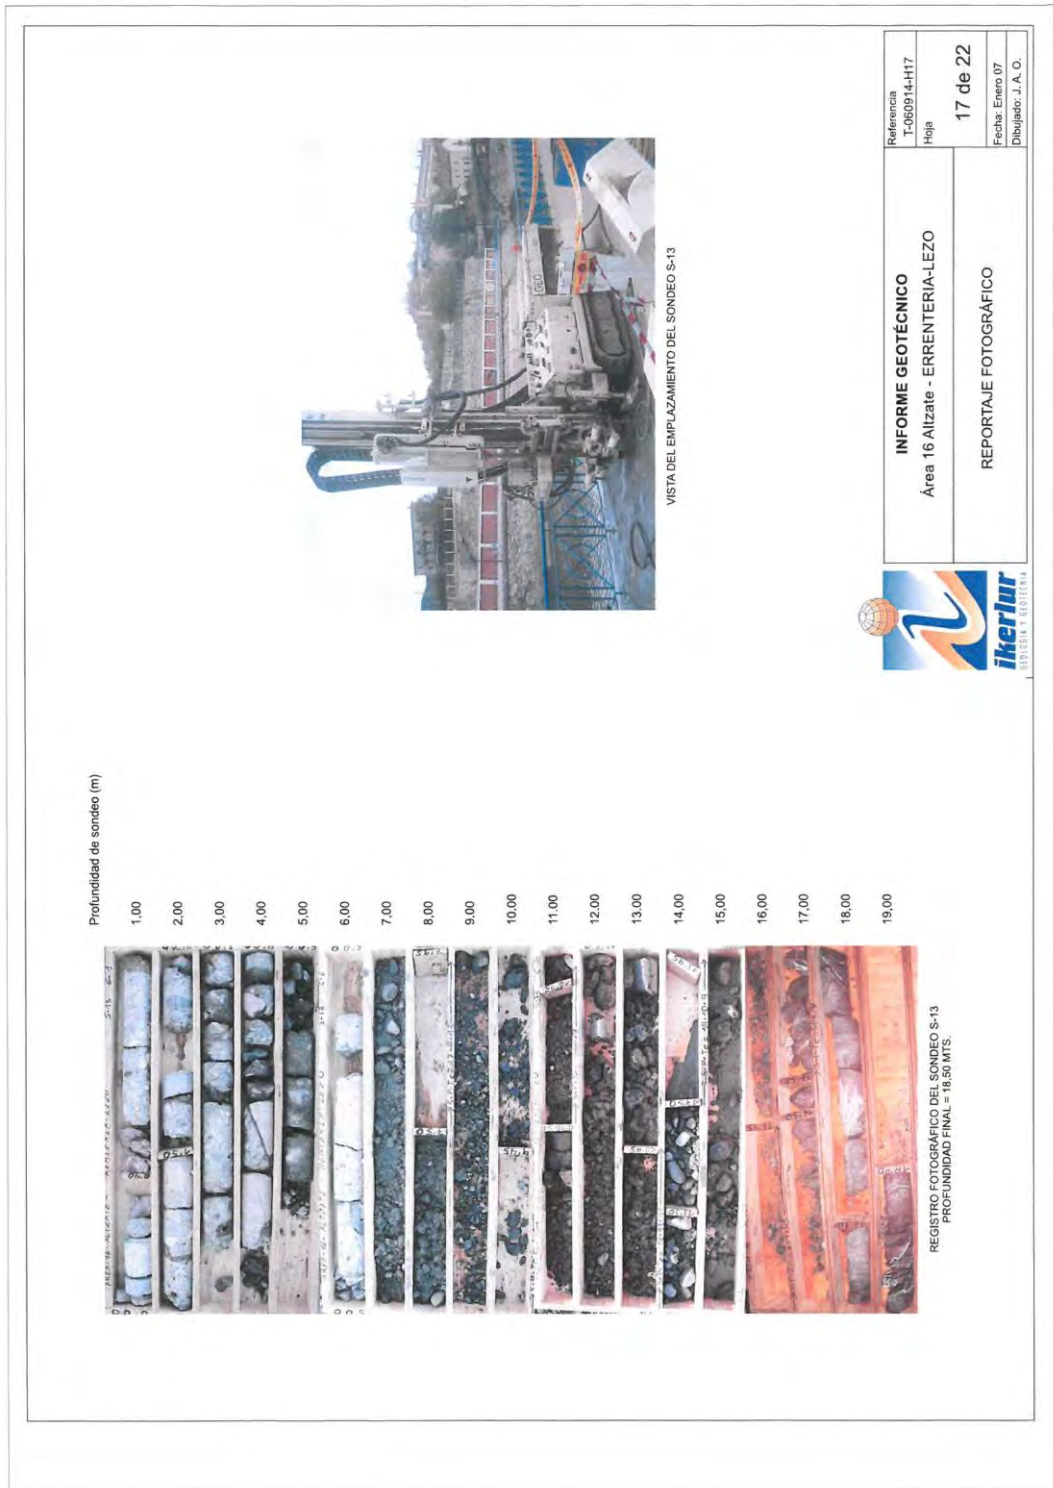 Profundidad de sondeo (m)
1,00
2,00
3,00
4,00
5,00
6,00
7,00
8,00
9,00
10,00
11,00
12,00
13,00
14,00
15,00
16,00
17,00
18,00
19,00
REGISTRO FOTOGRÁFICO DEL SONDEO S-13
PROFUNDIDAD FINAL = 18,50 MTS.
GEO
VISTA DEL EMPLAZAMIENTO DEL SONDEO S-13
ikerlur
GEOLOGIA Y GEOTECNIA
INFORME GEOTÉCNICO
Área 16 Altzate - ERRENTERIA-LEZO
REPORTAJE FOTOGRÁFICO
Referencia
T-060914-H17
Hoja
17 de 22
Fecha: Enero 07
Dibujado: J. A. O.